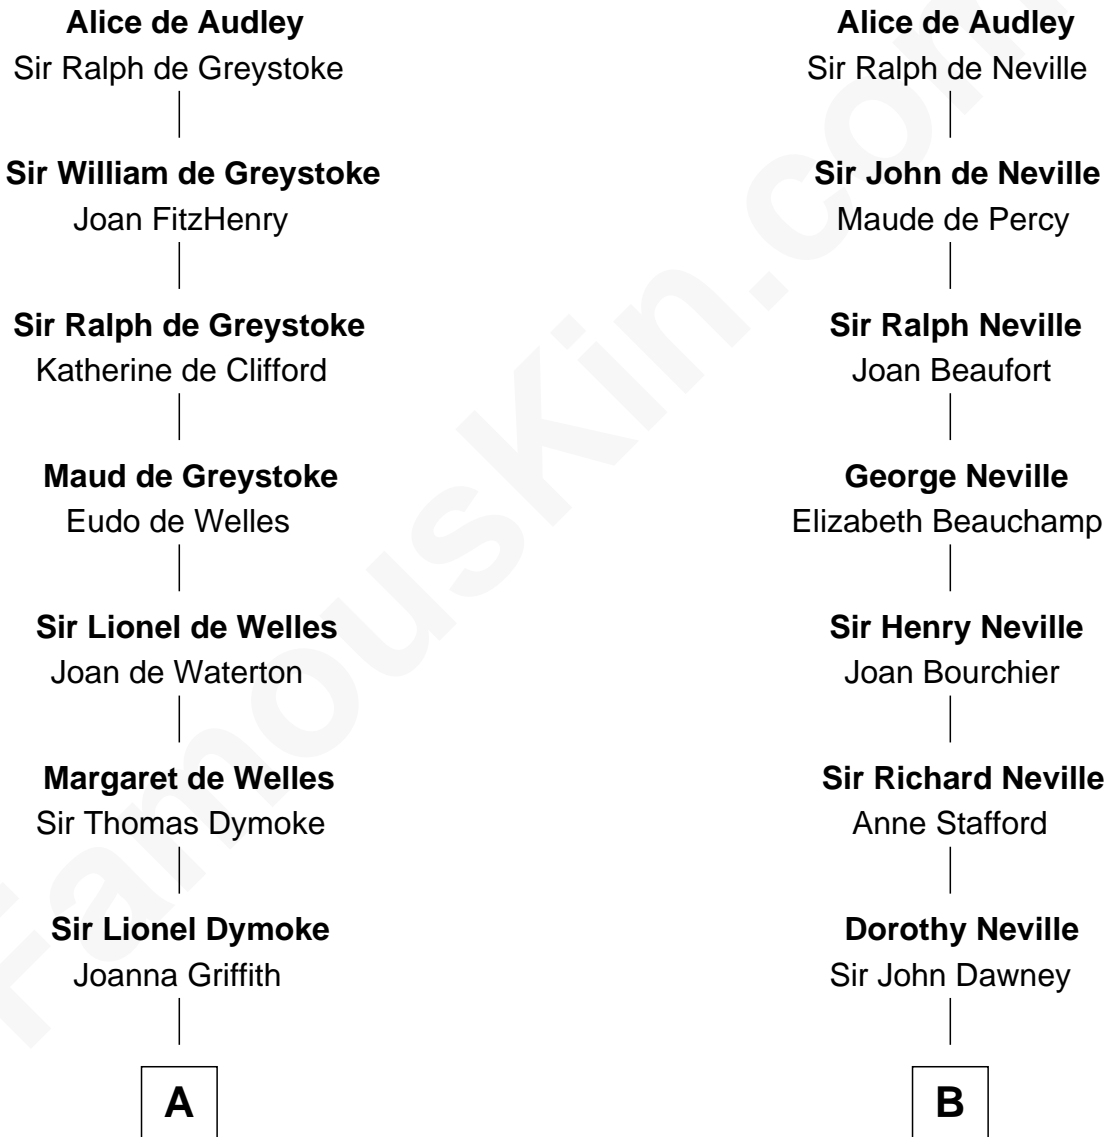 Alice de Audley
Sir Ralph de Greystoke
Sir William de Greystoke
Joan FitzHenry
Sir Ralph de Greystoke
Katherine de Clifford
Maud de Greystoke
Eudo de Welles
Sir Lionel de Welles
Joan de Waterton
Margaret de Welles
Sir Thomas Dymoke
Sir Lionel Dymoke
Joanna Griffith
A
Alice de Audley
Sir Ralph de Neville
Sir John de Neville
Maude de Percy
Sir Ralph Neville
Joan Beaufort
George Neville
Elizabeth Beauchamp
Sir Henry Neville
Joan Bourchier
Sir Richard Neville
Anne Stafford
Dorothy Neville
Sir John Dawney
B
FamousKin.com